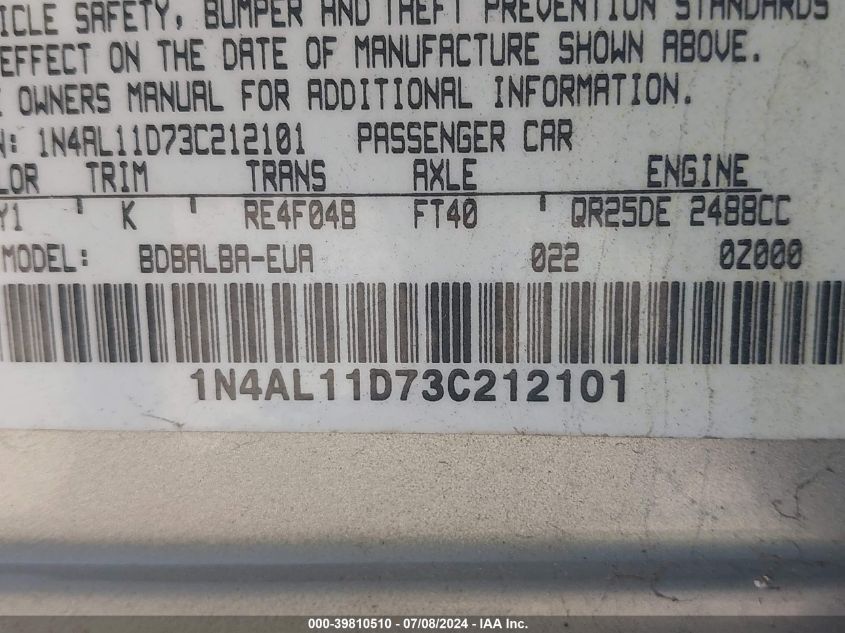 ICLE SAFETY, BUMPER AND THEFT PREVENTION STANDARDS
EFFECT ON THE DATE OF MANUFACTURE SHOWN ABOVE.
OWNERS MANUAL FOR ADDITIONAL INFORMATION.
N: 1N4AL11D73C212101 PASSENGER CAR
LOR TRIM TRANS AXLE ENGINE
Y1 K RE4F04B FT40 QR25DE 2488CC
MODEL: BDBALBA-EUA 022 0Z000
1N4AL11D73C212101
000-39810510 / 07/08/2024 - IAA Inc.